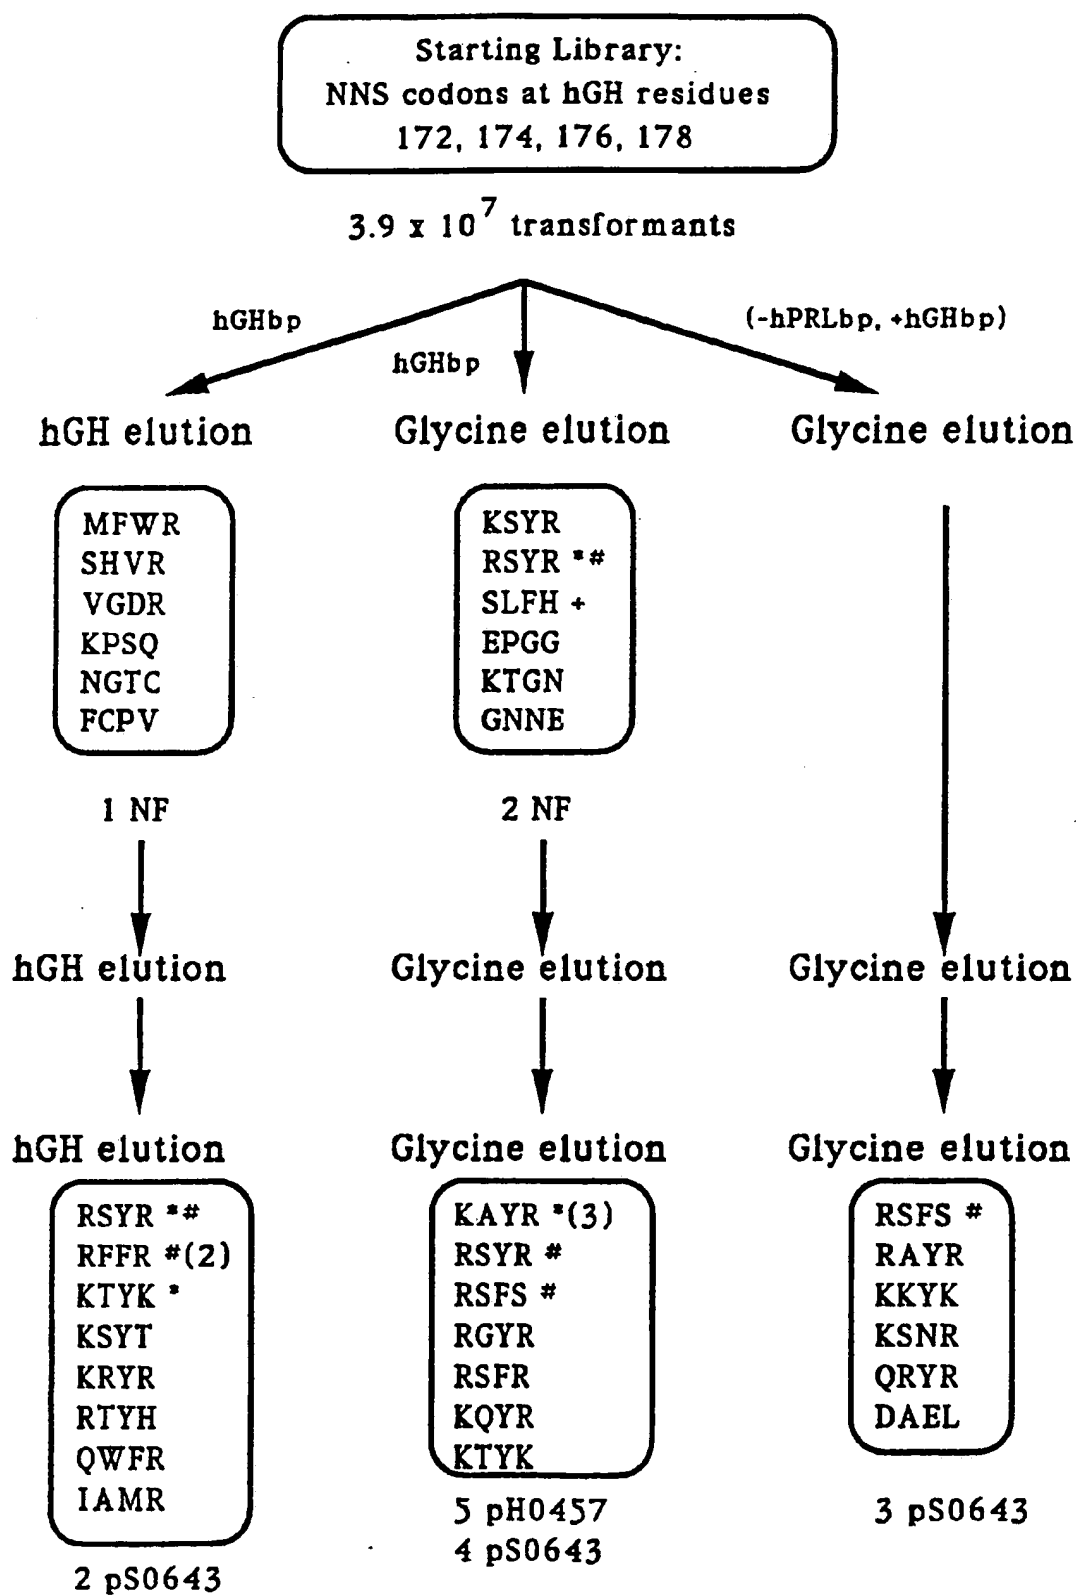 Starting Library:
NNS codons at hGH residues
172, 174, 176, 178
3.9 x 10^7 transformants
hGHbp
hGHbp
(-hPRLbp, +hGHbp)
hGH elution
Glycine elution
Glycine elution
MFWR
SHVR
VGDR
KPSQ
NGTC
FCPV
KSYR
RSYR *#
SLFH +
EPGG
KTGN
GNNE
1 NF
2 NF
hGH elution
Glycine elution
Glycine elution
hGH elution
Glycine elution
Glycine elution
RSYR *#
RFFR #(2)
KTYK *
KSYT
KRYR
RTYH
QWFR
IAMR
KAYR *(3)
RSYR #
RSFS #
RGYR
RSFR
KQYR
KTYK
RSFS #
RAYR
KKYK
KSNR
QRYR
DAEL
2 pS0643
5 pH0457
4 pS0643
3 pS0643